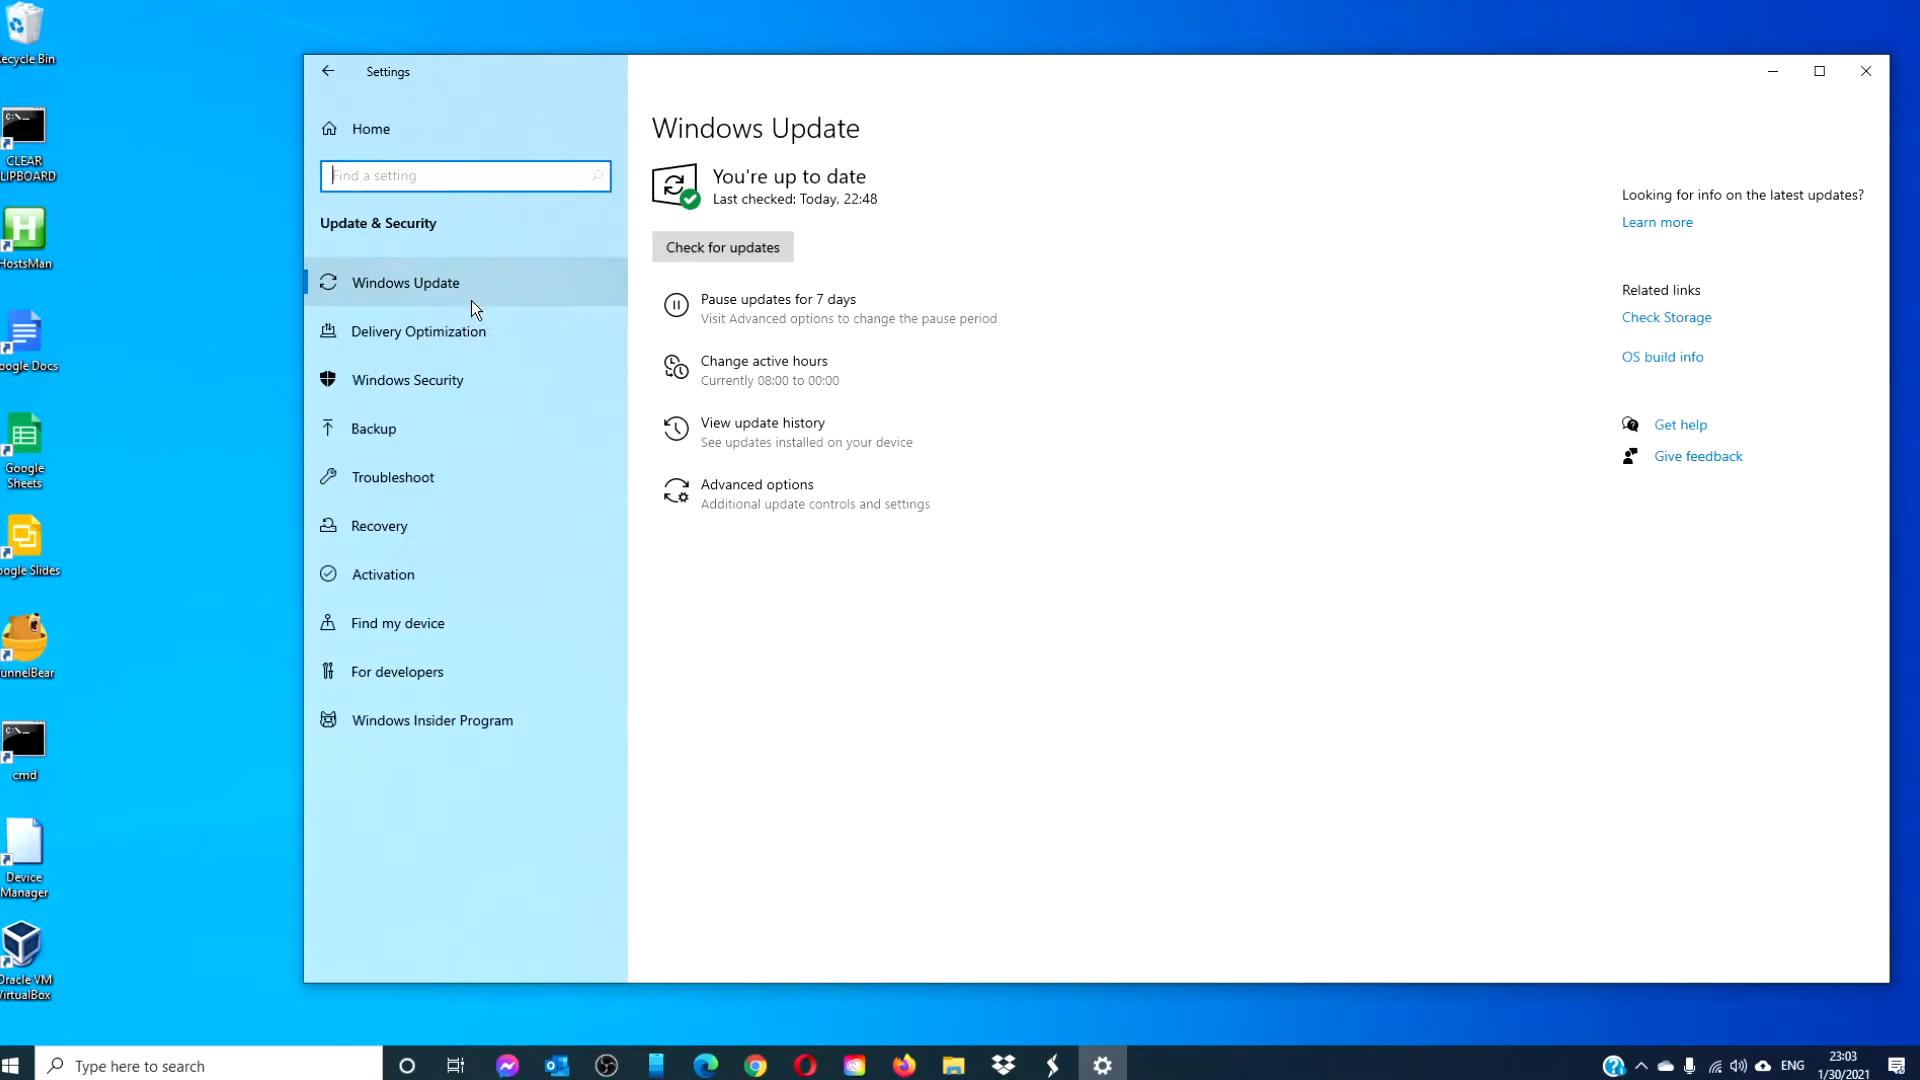 ecycle Bin
CLEAR
LIPBOARD
HostsMan
oogle Docs
Google
Sheets
oogle Slides
unnelBear
cmd
Device
Manager
Oracle VM
VirtualBox
Settings
Home
Find a setting
Update & Security
Windows Update
Delivery Optimization
Windows Security
Backup
Troubleshoot
Recovery
Activation
Find my device
For developers
Windows Insider Program
Windows Update
You're up to date
Last checked: Today, 22:48
Check for updates
Pause updates for 7 days
Visit Advanced options to change the pause period
Change active hours
Currently 08:00 to 00:00
View update history
See updates installed on your device
Advanced options
Additional update controls and settings
Looking for info on the latest updates?
Learn more
Related links
Check Storage
OS build info
Get help
Give feedback
Type here to search
ENG
23:03
1/30/2021